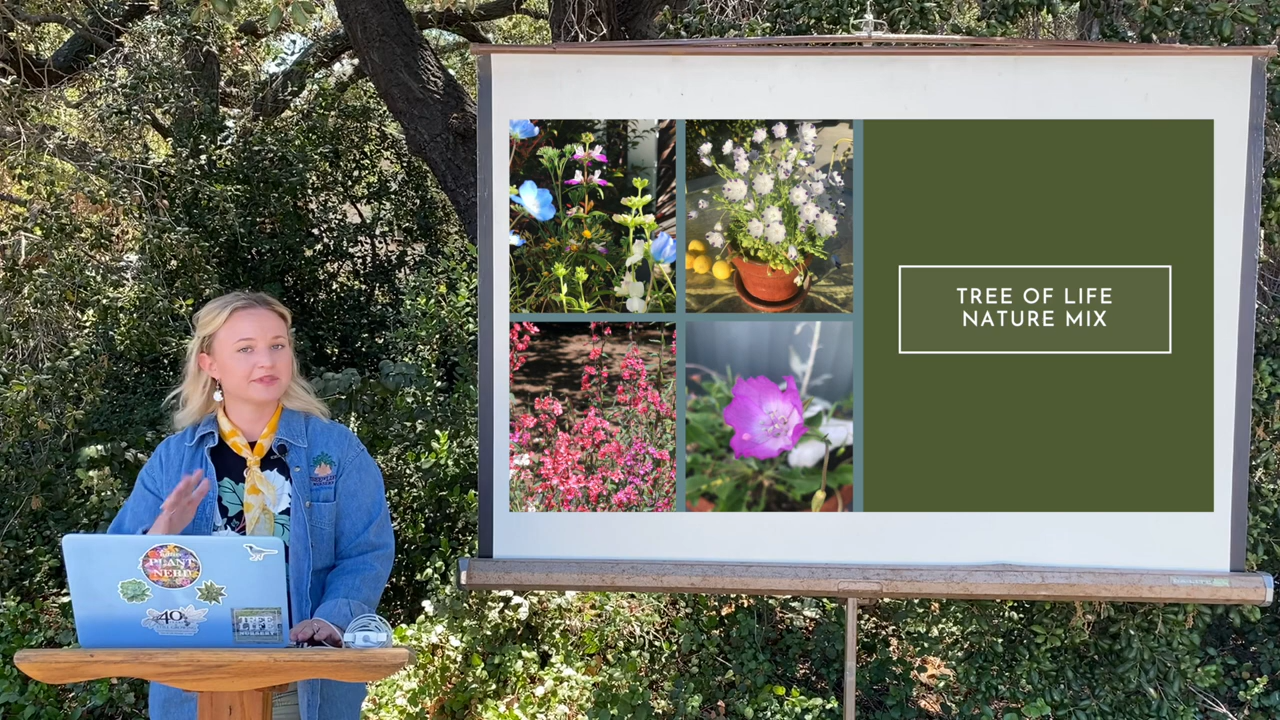 TREE OF LIFE
NATURE MIX
PLANT
NERD
40
TREE
LIFE
NURSERY